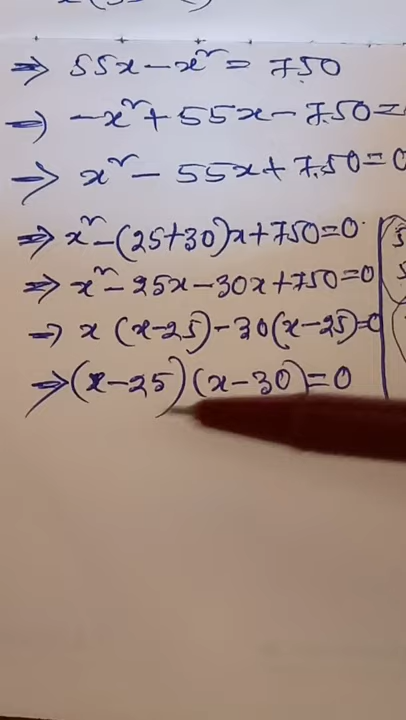 ⇒ 55x - x² = 750
⇒ -x² + 55x - 750 =
⇒ x² - 55x + 750 = 0
⇒ x² - (25+30)x + 750 = 0
⇒ x² - 25x - 30x + 750 = 0
⇒ x (x-25) - 30(x-25) = 0
⇒ (x-25) (x-30) = 0